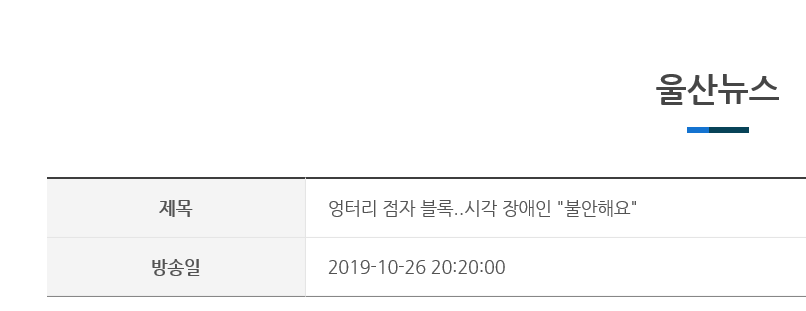 울산뉴스
제목 엉터리 점자 블록..시각 장애인 "불안해요"
방송일 2019-10-26 20:20:00